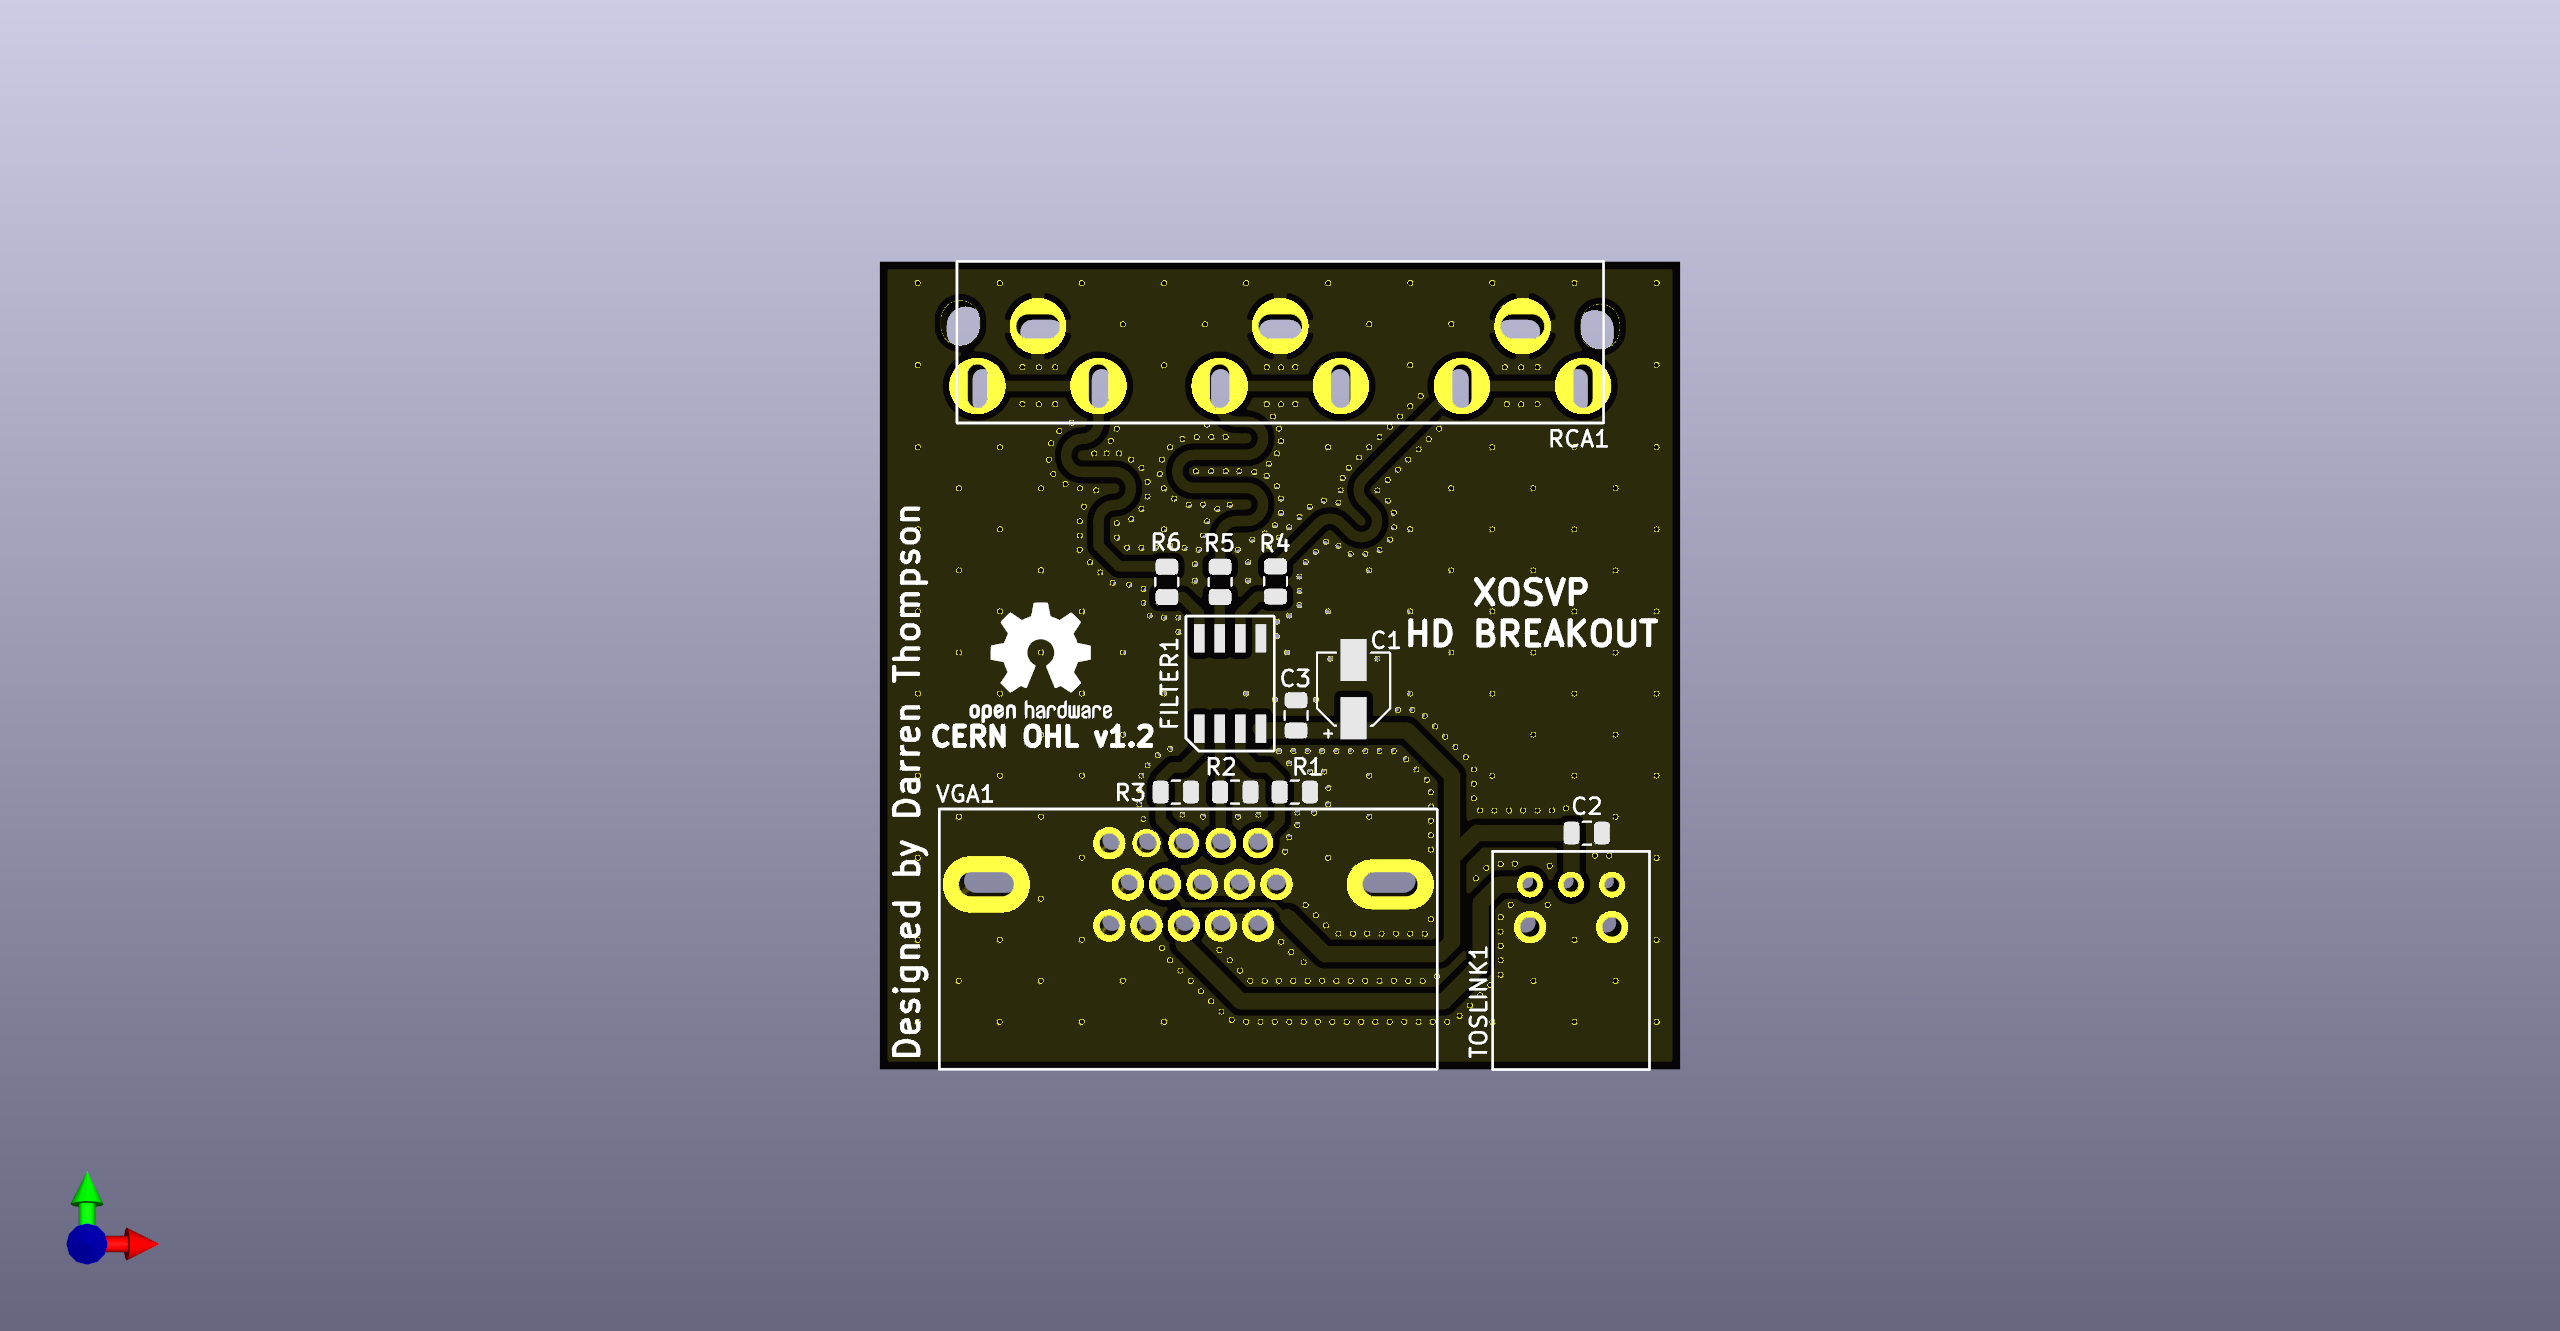 RCA1
R6 R5 R4
XOSVP
HD BREAKOUT
Designed by Darren Thompson
open hardware
CERN OHL v1.2
FILTER1
C1
C3
+
R2 R1
R3
VGA1
C2
TOSLINK1